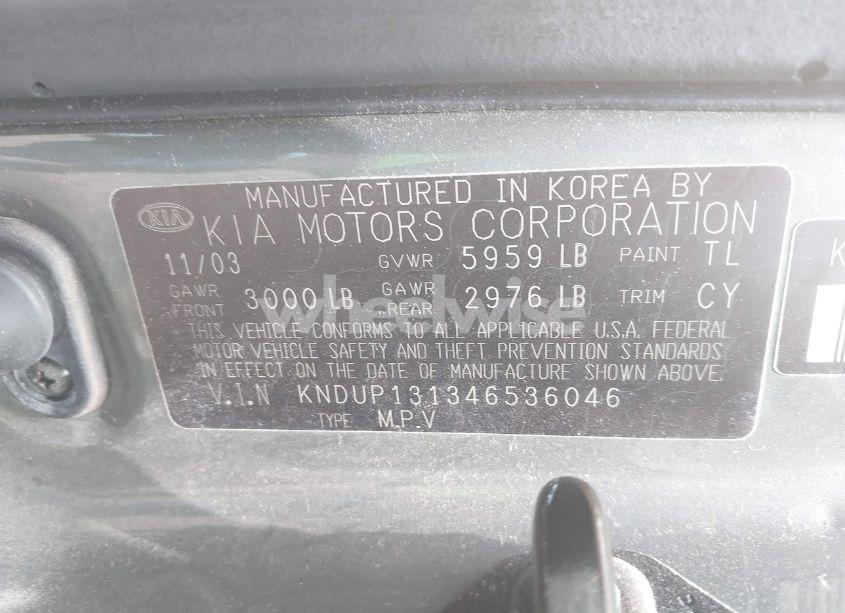 MANUFACTURED IN KOREA BY
KIA KIA MOTORS CORPORATION
11/03 GVWR 5959 LB PAINT TL
GAWR FRONT 3000 LB GAWR REAR 2976 LB TRIM CY
wheelwise
THIS VEHICLE CONFORMS TO ALL APPLICABLE U.S.A. FEDERAL
MOTOR VEHICLE SAFETY AND THEFT PREVENTION STANDARDS
IN EFFECT ON THE DATE OF MANUFACTURE SHOWN ABOVE.
V.I.N KNDUP131346536046
TYPE M.P.V
K